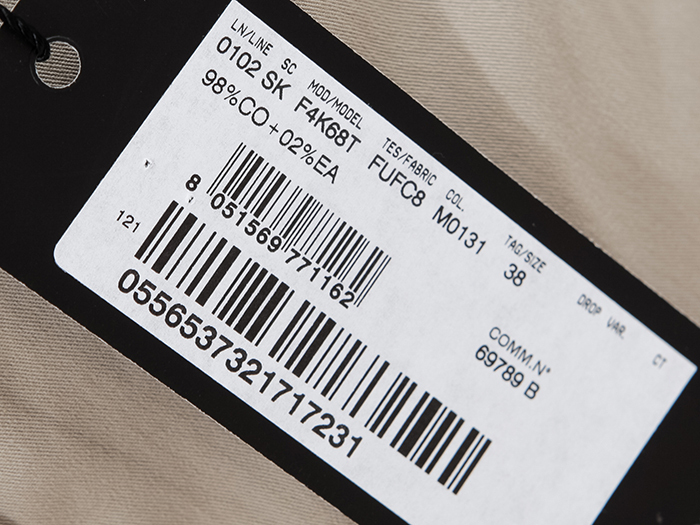 LN/LINE SC MOD/MODEL TES/FABRIC COL. TAG/SIZE DROP VAR. CT
0102 SK F4K68T FUFC8 M0131 38
98%CO+02%EA
8 051569 771162
COMM.N°
69789 B
121
0556537321717231